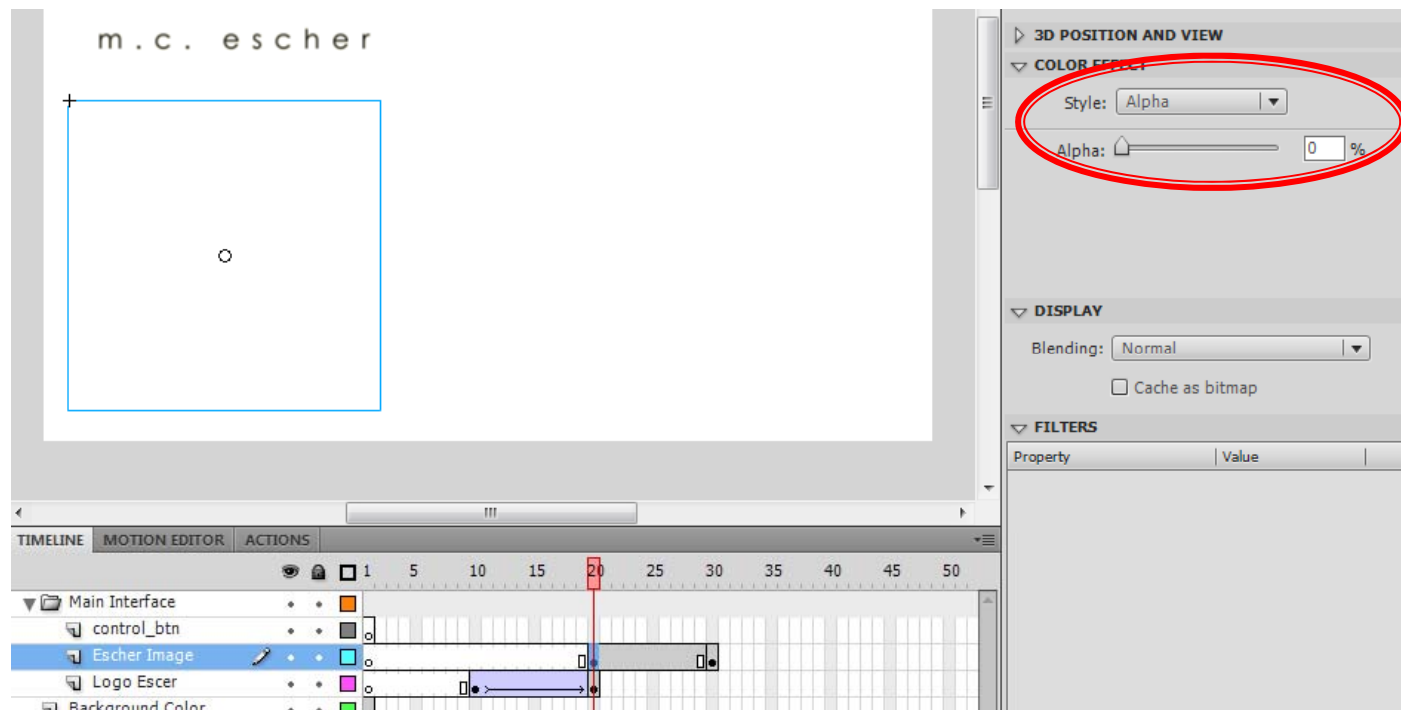 m.c. escher
3D POSITION AND VIEW
COLOR EFFECT
Style: Alpha
Alpha: 0 %
DISPLAY
Blending: Normal
Cache as bitmap
FILTERS
Property Value
TIMELINE MOTION EDITOR ACTIONS
1 5 10 15 20 25 30 35 40 45 50
Main Interface
control_btn
Escher Image
Logo Escer
Background Color